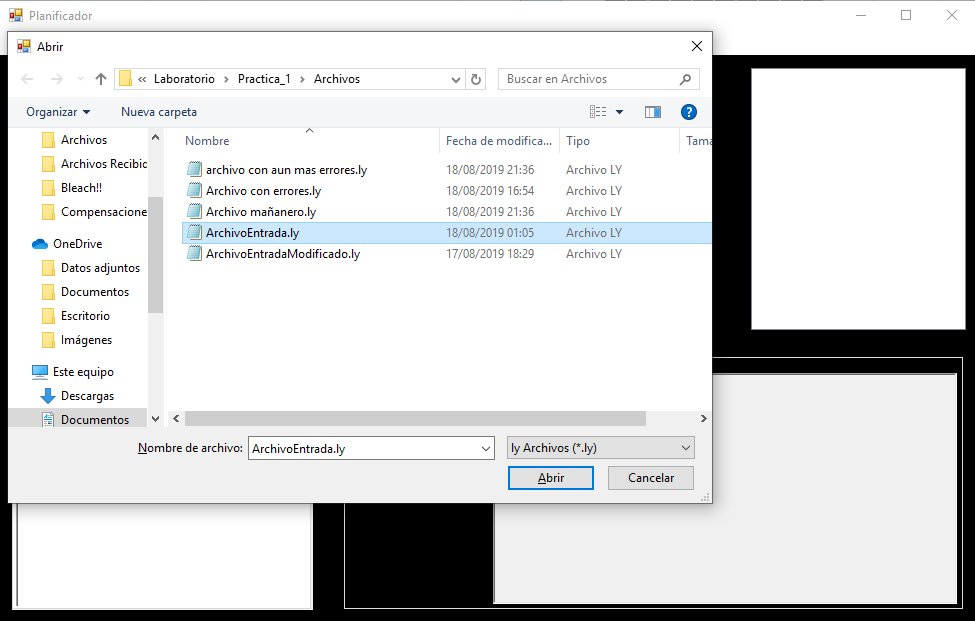 Planificador
Abrir
« Laboratorio › Practica_1 › Archivos
Buscar en Archivos
Organizar
Nueva carpeta
Archivos
Archivos Recibic
Bleach!!
Compensacione
OneDrive
Datos adjuntos
Documentos
Escritorio
Imágenes
Este equipo
Descargas
Documentos
Nombre Fecha de modifica... Tipo Tama
archivo con aun mas errores.ly 18/08/2019 21:36 Archivo LY
Archivo con errores.ly 18/08/2019 16:54 Archivo LY
Archivo mañanero.ly 18/08/2019 21:36 Archivo LY
ArchivoEntrada.ly 18/08/2019 01:05 Archivo LY
ArchivoEntradaModificado.ly 17/08/2019 18:29 Archivo LY
Nombre de archivo: ArchivoEntrada.ly ly Archivos (*.ly)
Abrir Cancelar